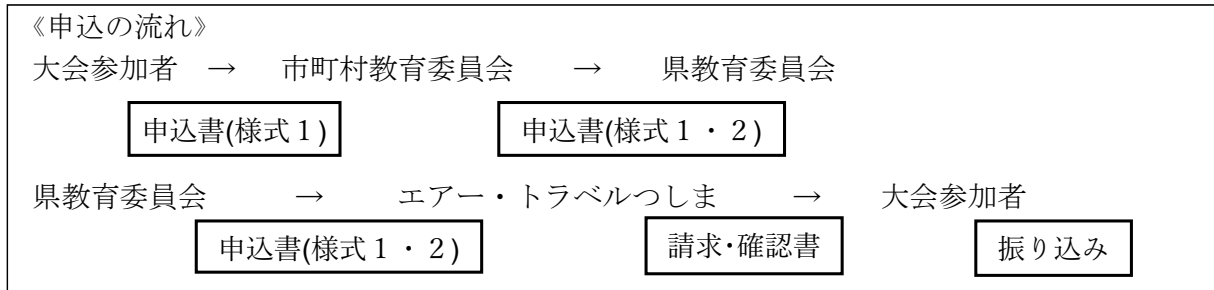 《申込の流れ》
大会参加者 → 市町村教育委員会 → 県教育委員会
申込書(様式１) 申込書(様式１・２)
県教育委員会 → エアー・トラベルつしま → 大会参加者
申込書(様式１・２) 請求・確認書 振り込み